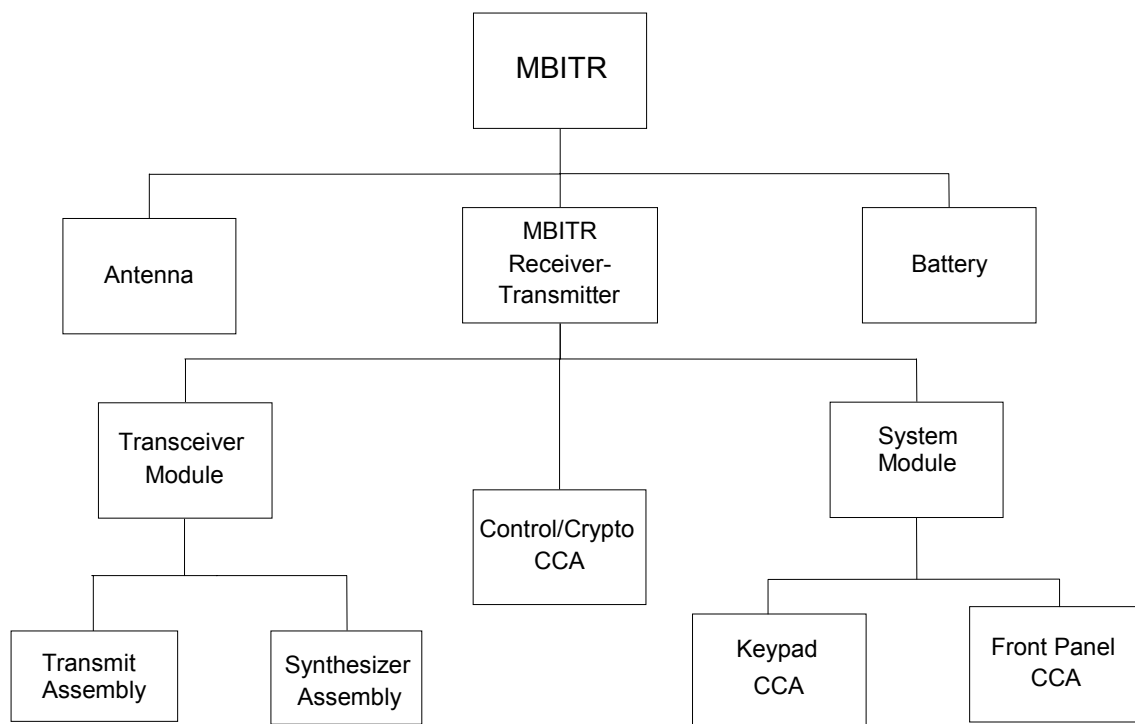 MBITR
Antenna
MBITR
Receiver-
Transmitter
Battery
Transceiver
Module
Control/Crypto
CCA
System
Module
Transmit
Assembly
Synthesizer
Assembly
Keypad
CCA
Front Panel
CCA